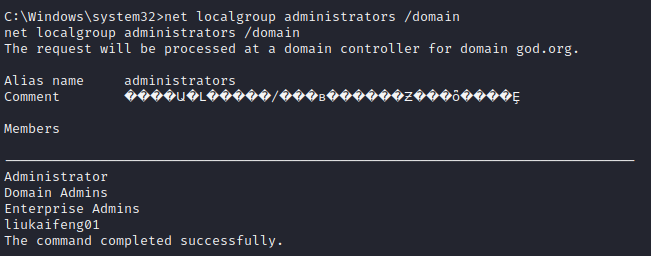 C:\Windows\system32>net localgroup administrators /domain
net localgroup administrators /domain
The request will be processed at a domain controller for domain god.org.
Alias name     administrators
Comment        ����Ա�L�����/���в������Ƶ���ȫ����Ȩ
Members
-------------------------------------------------------------------------------
Administrator
Domain Admins
Enterprise Admins
liukaifeng01
The command completed successfully.